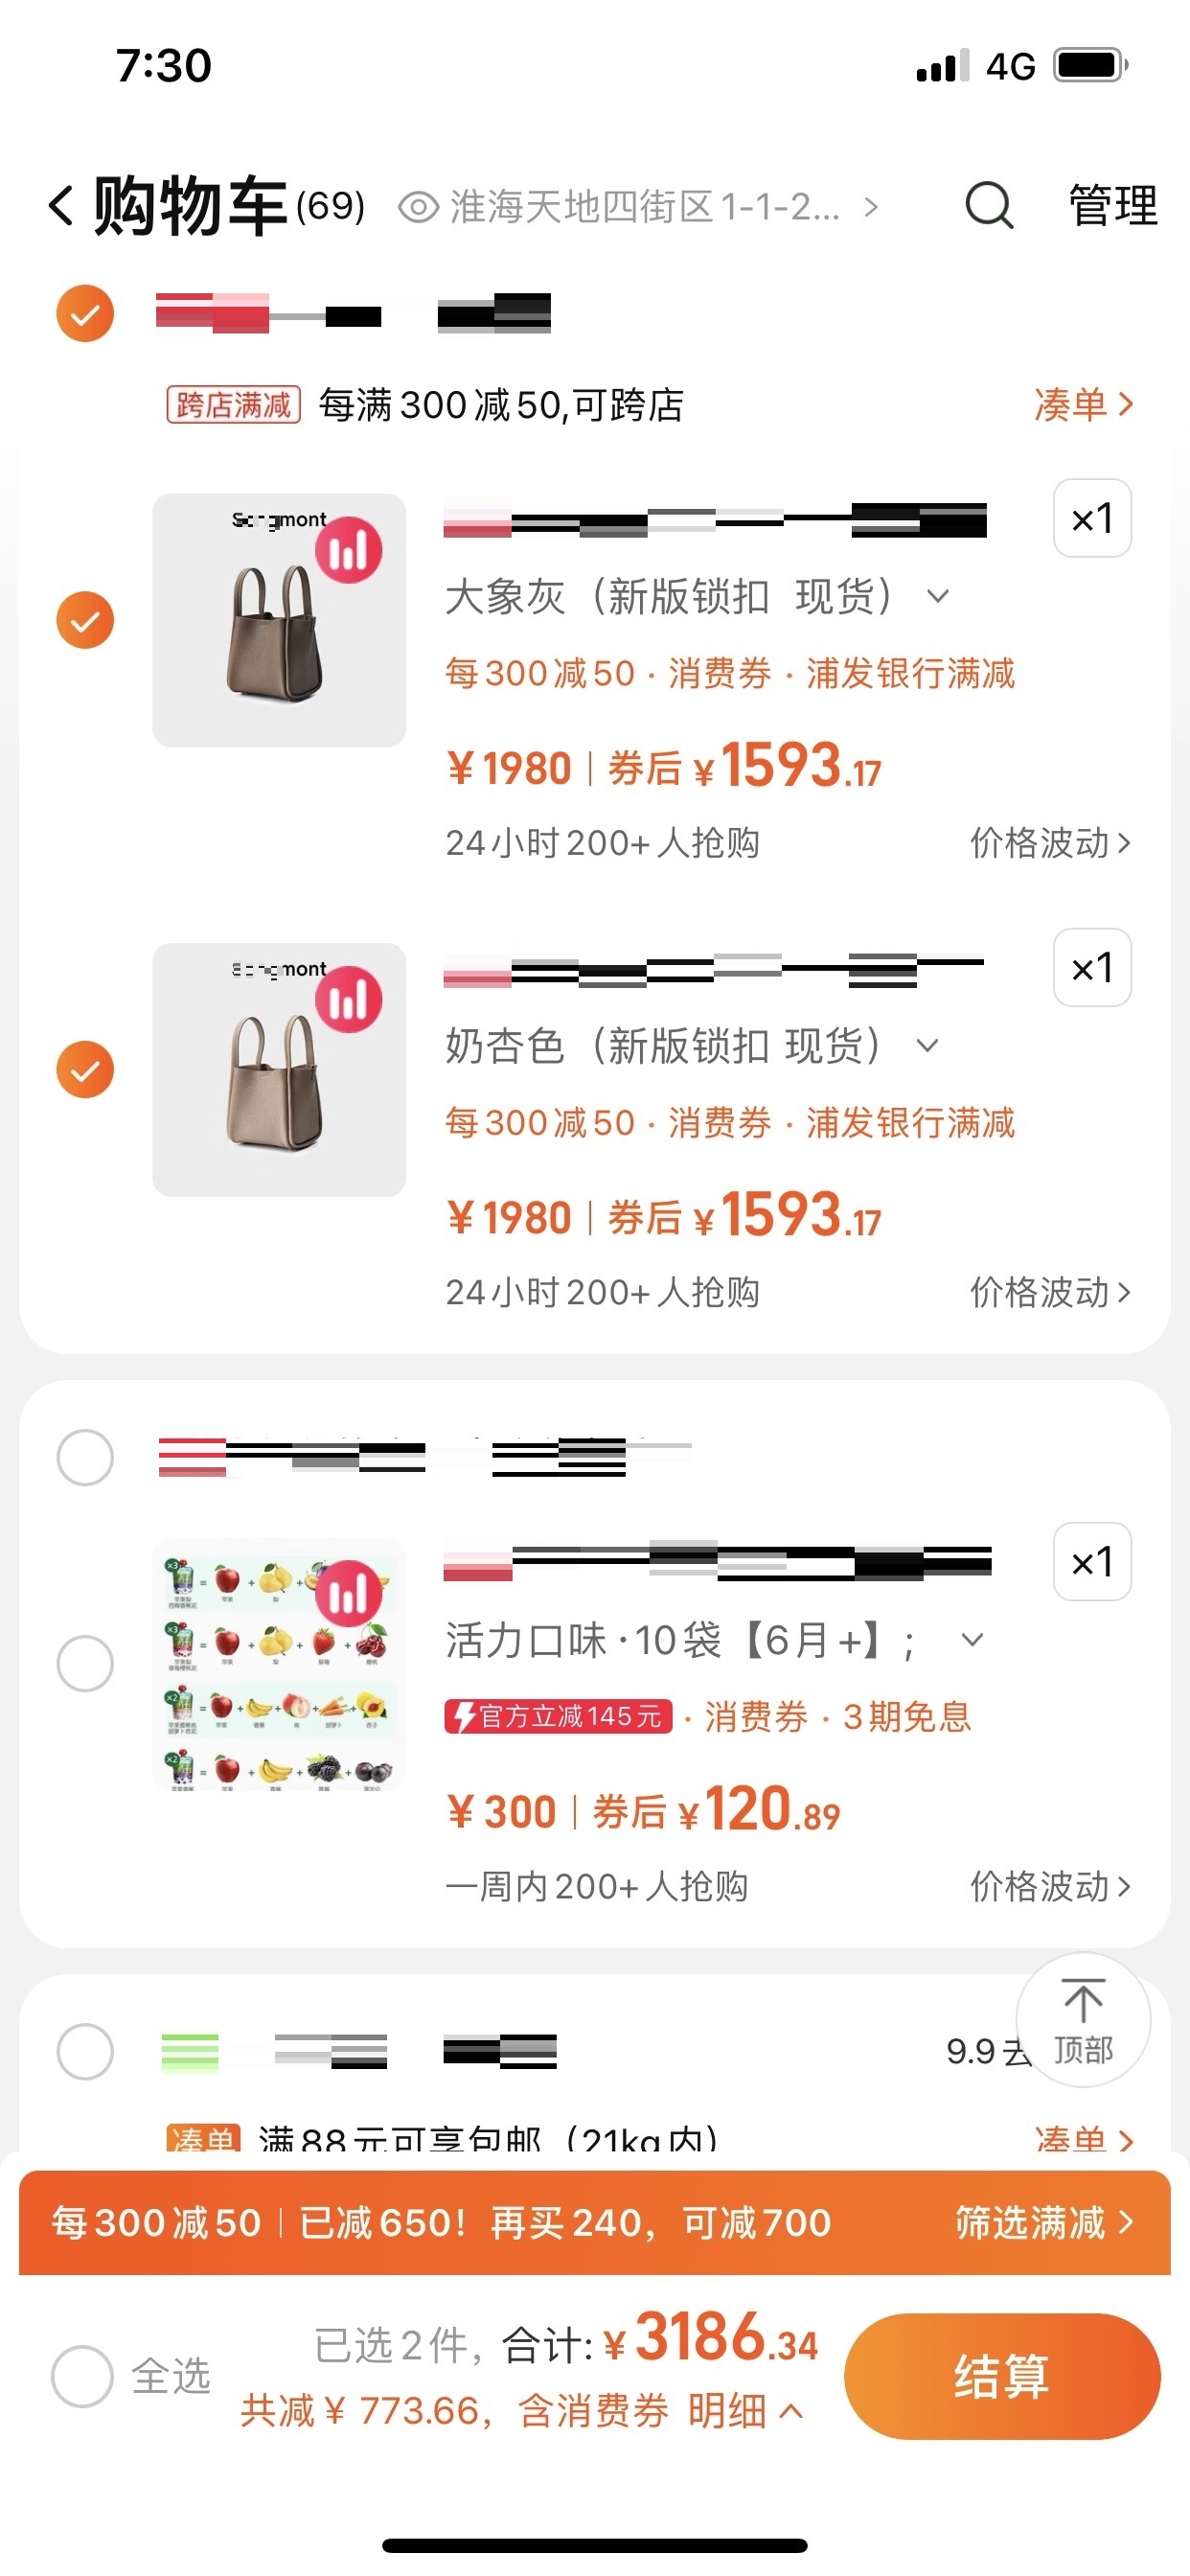 7:30
4G
购物车(69) 淮海天地四街区1-1-2... 管理
跨店满减 每满300减50,可跨店 凑单
mont
×1
大象灰（新版锁扣 现货）
每300减50 · 消费券 · 浦发银行满减
¥1980 | 券后 ¥1593.17
24小时200+人抢购 价格波动
mont
×1
奶杏色（新版锁扣 现货）
每300减50 · 消费券 · 浦发银行满减
¥1980 | 券后 ¥1593.17
24小时200+人抢购 价格波动
×1
活力口味·10袋【6月+】；
官方立减145元 · 消费券 · 3期免息
×3
×3
×2
×2
¥300 | 券后 ¥120.89
一周内200+人抢购 价格波动
9.9去
顶部
凑单 满88元可享包邮（21kg内） 凑单
每300减50 | 已减650！再买240，可减700 筛选满减
全选 已选2件，合计:¥3186.34
共减¥ 773.66，含消费券 明细
结算